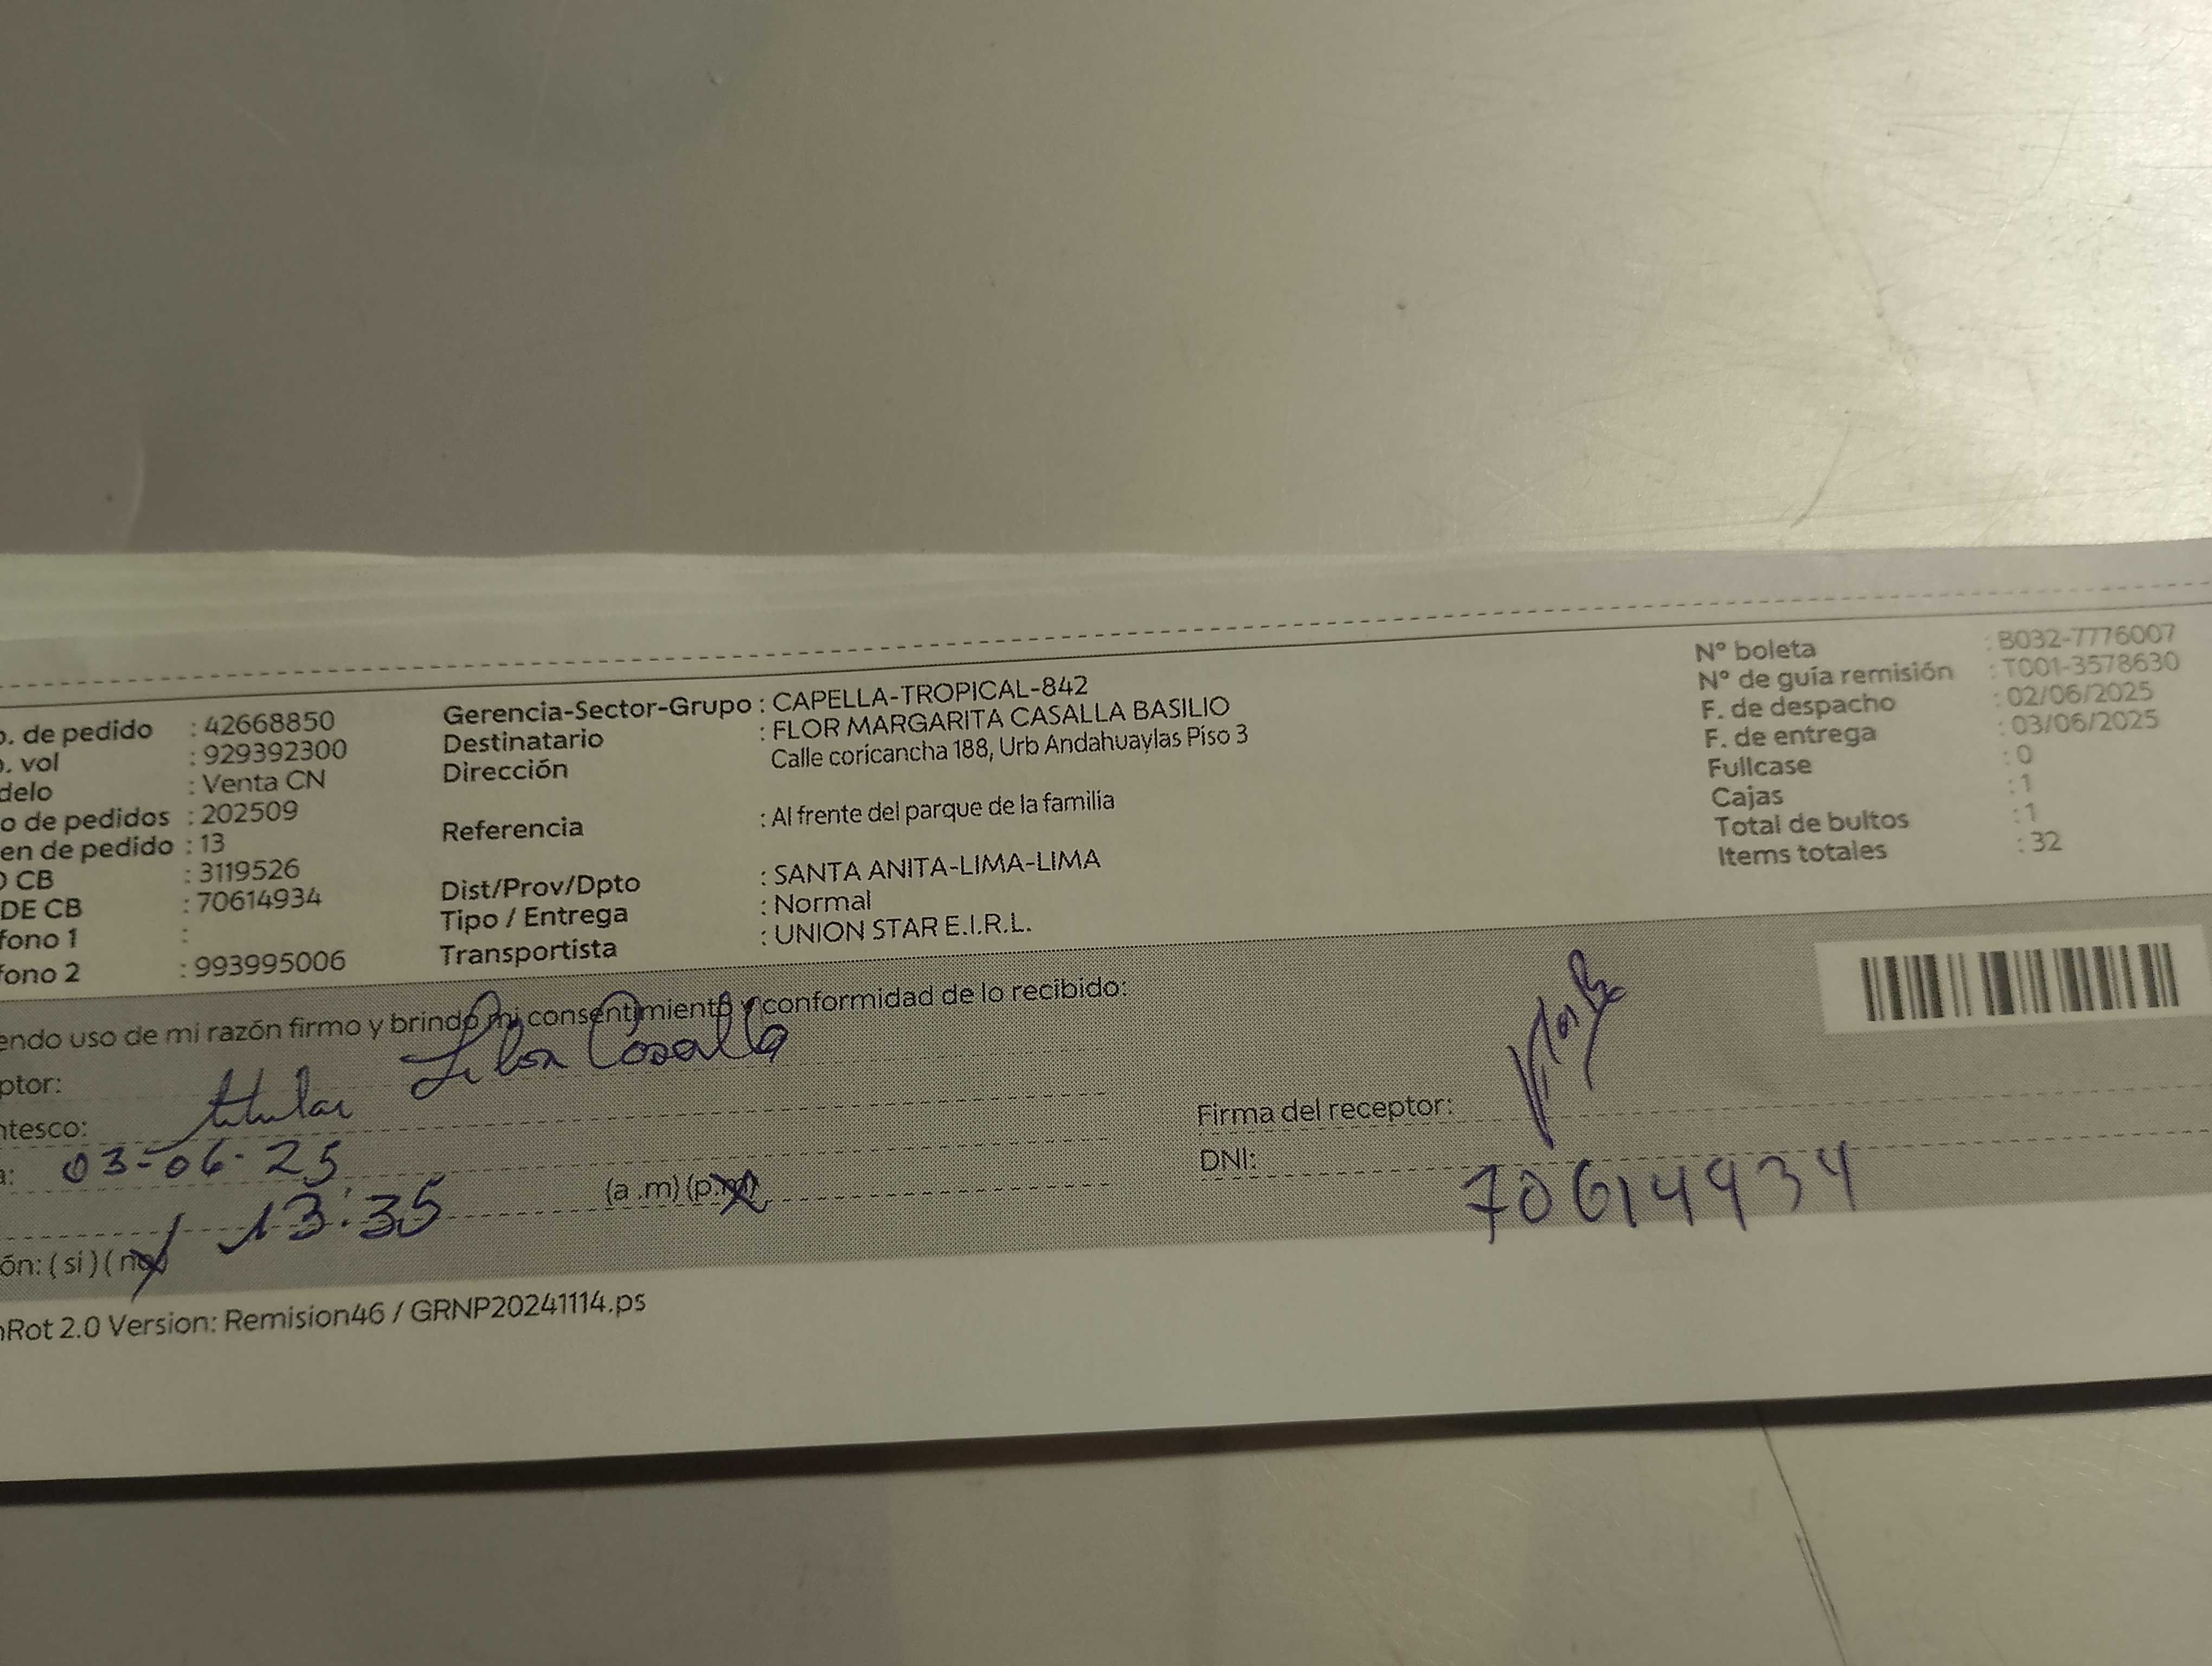 o. de pedido : 42668850
o. vol : 929392300
delo : Venta CN
o de pedidos : 202509
en de pedido : 13
O CB : 3119526
DE CB : 70614934
fono 1 :
fono 2 : 993995006
Gerencia-Sector-Grupo : CAPELLA-TROPICAL-842
Destinatario : FLOR MARGARITA CASALLA BASILIO
Dirección Calle coricancha 188, Urb Andahuaylas Piso 3
Referencia : Al frente del parque de la familia
Dist/Prov/Dpto : SANTA ANITA-LIMA-LIMA
Tipo / Entrega : Normal
Transportista : UNION STAR E.I.R.L.
N° boleta : B032-7776007
N° de guía remisión : T001-3578630
F. de despacho : 02/06/2025
F. de entrega : 03/06/2025
Fullcase : 0
Cajas : 1
Total de bultos : 1
Items totales : 32
endo uso de mi razón firmo y brindo mi consentimiento y conformidad de lo recibido:
ptor: Flor Casalla
ntesco: titular
a: 03-06-25
13:35 (a .m) (p.m)
ón: ( si ) ( no)
Firma del receptor:
DNI: 70614934
nRot 2.0 Version: Remision46 / GRNP20241114.ps